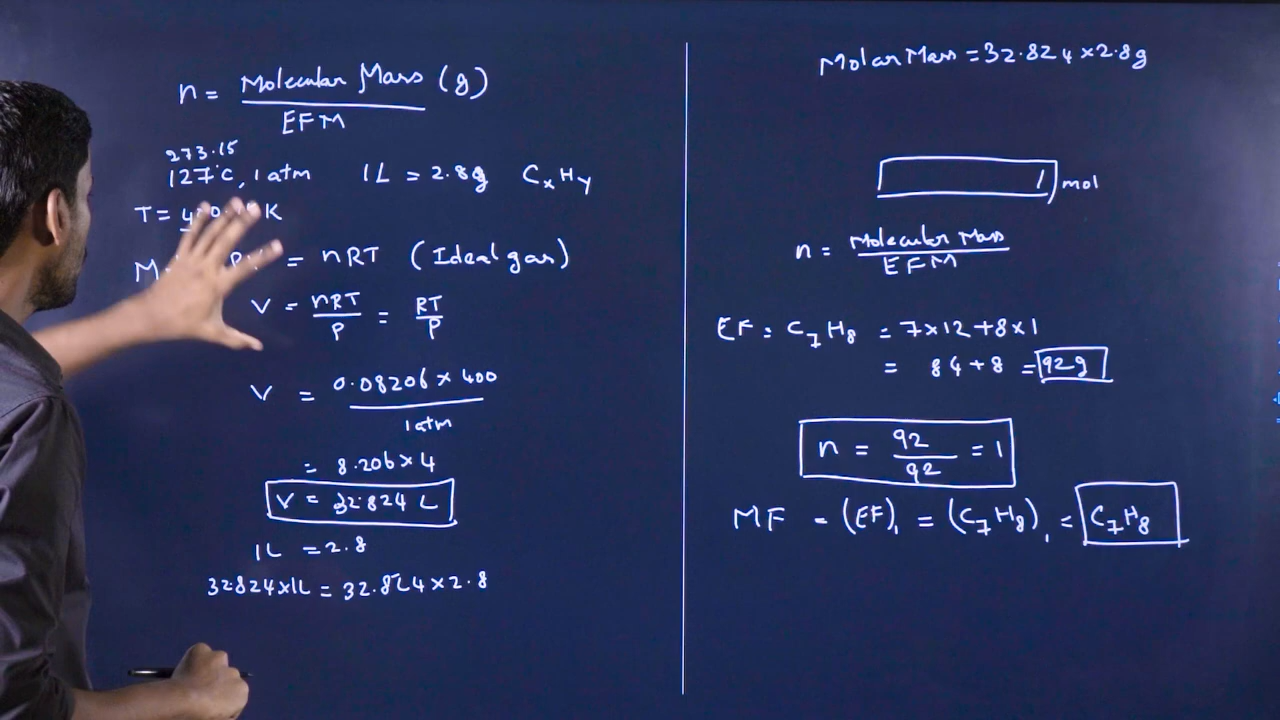 n = Molecular Mass (g)
EFM
273.15
127°C, 1 atm 1L = 2.8g CxHy
T = K
= nRT (Ideal gas)
V = nRT/P = RT/P
V = 0.08206 × 400
1 atm
= 8.206 × 4
V = 32.824 L
1L = 2.8
32.824×1L = 32.824 × 2.8
Molar Mass = 32.824 × 2.8g
mol
n = Molecular Mass
EFM
EF = C7H8 = 7×12 + 8×1
= 84 + 8 = 92g
n = 92/92 = 1
MF = (EF)1 = (C7H8)1 = C7H8